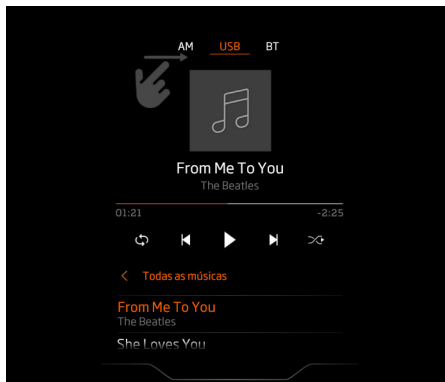 AM USB BT
From Me To You
The Beatles
01:21 -2:25
Todas as músicas
From Me To You
The Beatles
She Loves You